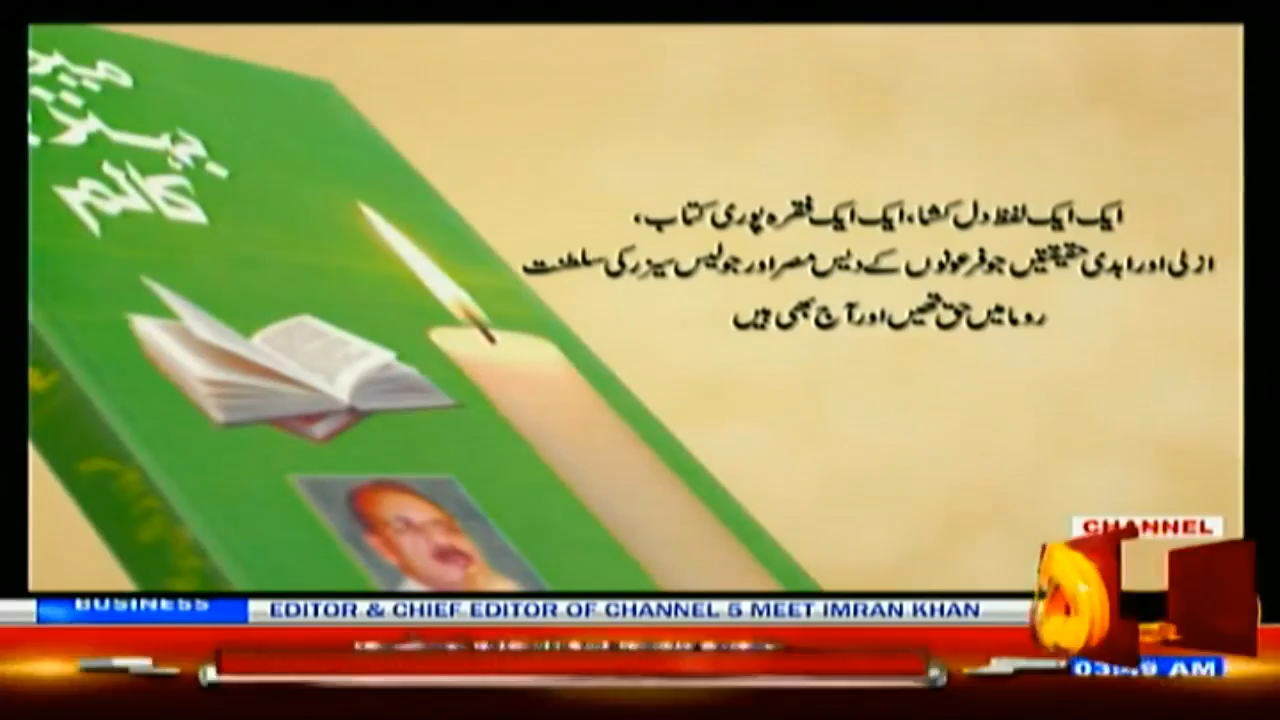 ایک ایک لفظ دل کشا، ایک ایک فقرہ پوری کتاب،
ازلی اور ابدی حقیقتیں جو فرعونوں کے دیس مصر اور جولیس سیزر کی سلطنت
روما میں حق تھیں اور آج بھی ہیں
CHANNEL
BUSINESS
EDITOR & CHIEF EDITOR OF CHANNEL 5 MEET IMRAN KHAN
AM